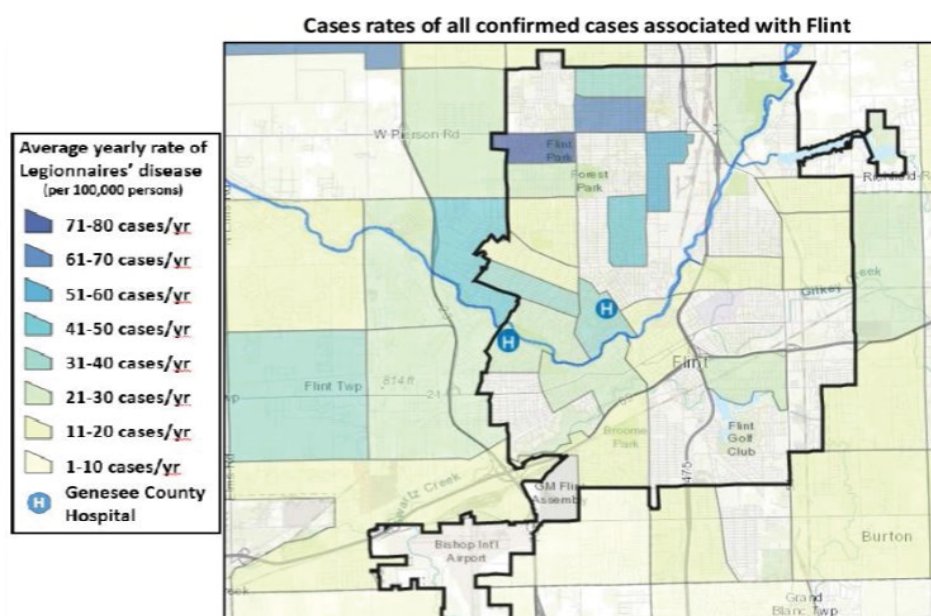 Cases rates of all confirmed cases associated with Flint
Average yearly rate of
Legionnaires' disease
(per 100,000 persons)
71-80 cases/yr
61-70 cases/yr
51-60 cases/yr
41-50 cases/yr
31-40 cases/yr
21-30 cases/yr
11-20 cases/yr
1-10 cases/yr
H Genesee County
Hospital
W Pierson Rd
Flint
Park
Forest
Park
Richfield-R
Gilkey Creek
H
H
Flint
814 ft
Flint Twp
21
Flint
Golf
Club
Broome
Park
475
GM Flint
Assembly
Swartz Creek
Bishop Int'l
Airport
Burton
Grand
Blanc Twp